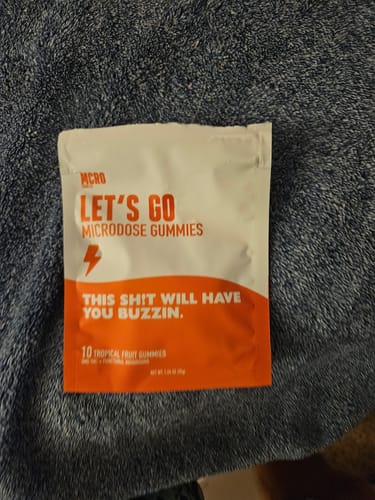 MCRO
LET'S GO
MICRODOSE GUMMIES
THIS SH!T WILL HAVE
YOU BUZZIN.
10 TROPICAL FRUIT GUMMIES